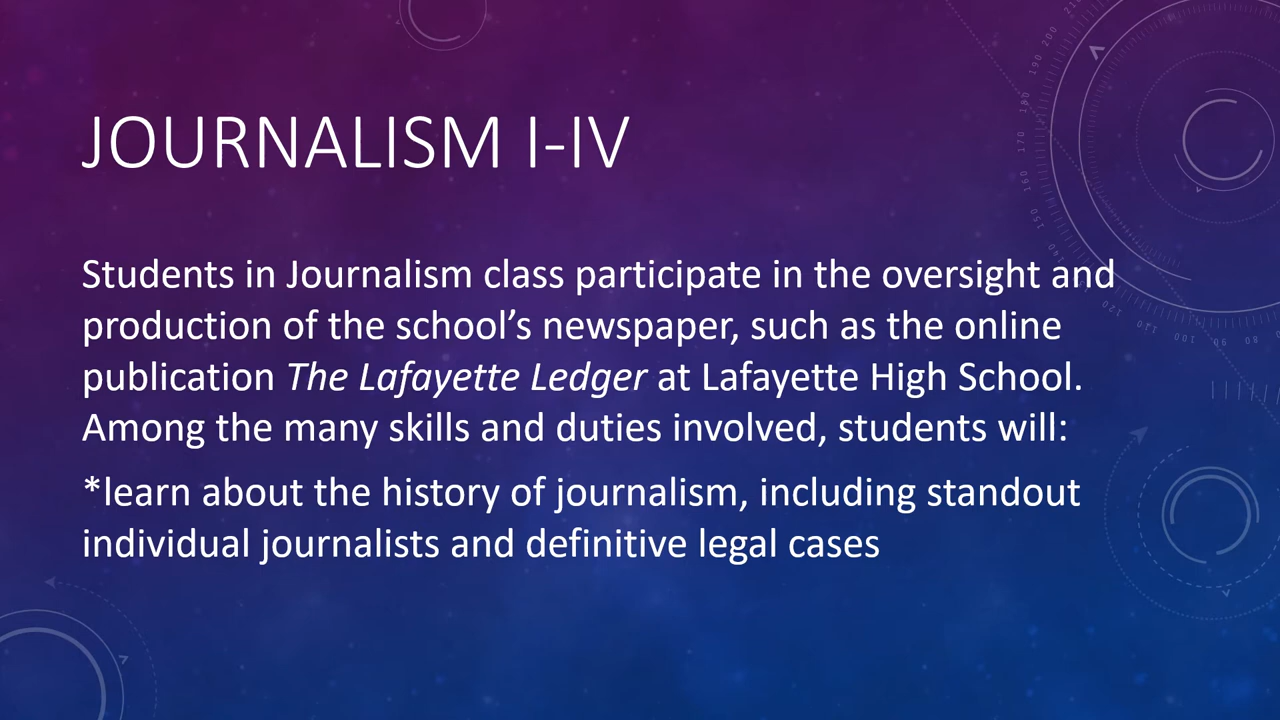 JOURNALISM I-IV
Students in Journalism class participate in the oversight and
production of the school’s newspaper, such as the online
publication The Lafayette Ledger at Lafayette High School.
Among the many skills and duties involved, students will:
*learn about the history of journalism, including standout
individual journalists and definitive legal cases